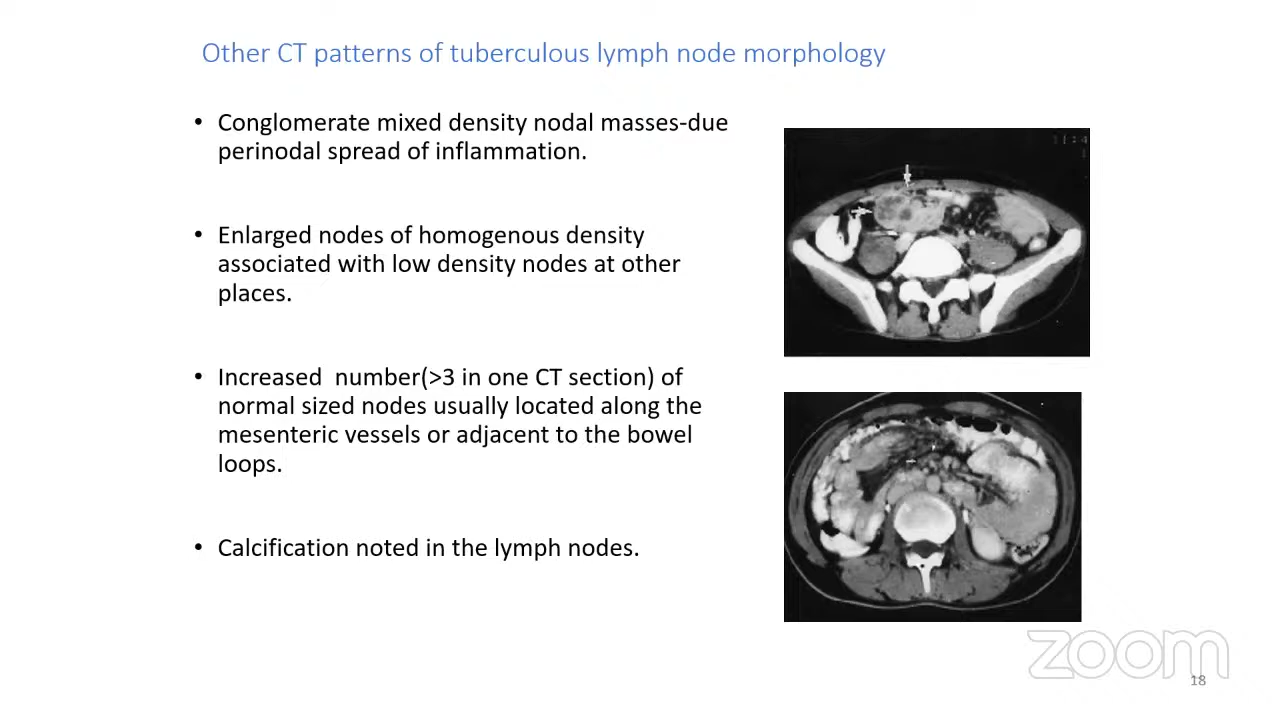 Other CT patterns of tuberculous lymph node morphology
• Conglomerate mixed density nodal masses-due
perinodal spread of inflammation.
• Enlarged nodes of homogenous density
associated with low density nodes at other
places.
• Increased  number(>3 in one CT section) of
normal sized nodes usually located along the
mesenteric vessels or adjacent to the bowel
loops.
• Calcification noted in the lymph nodes.
zoom
18